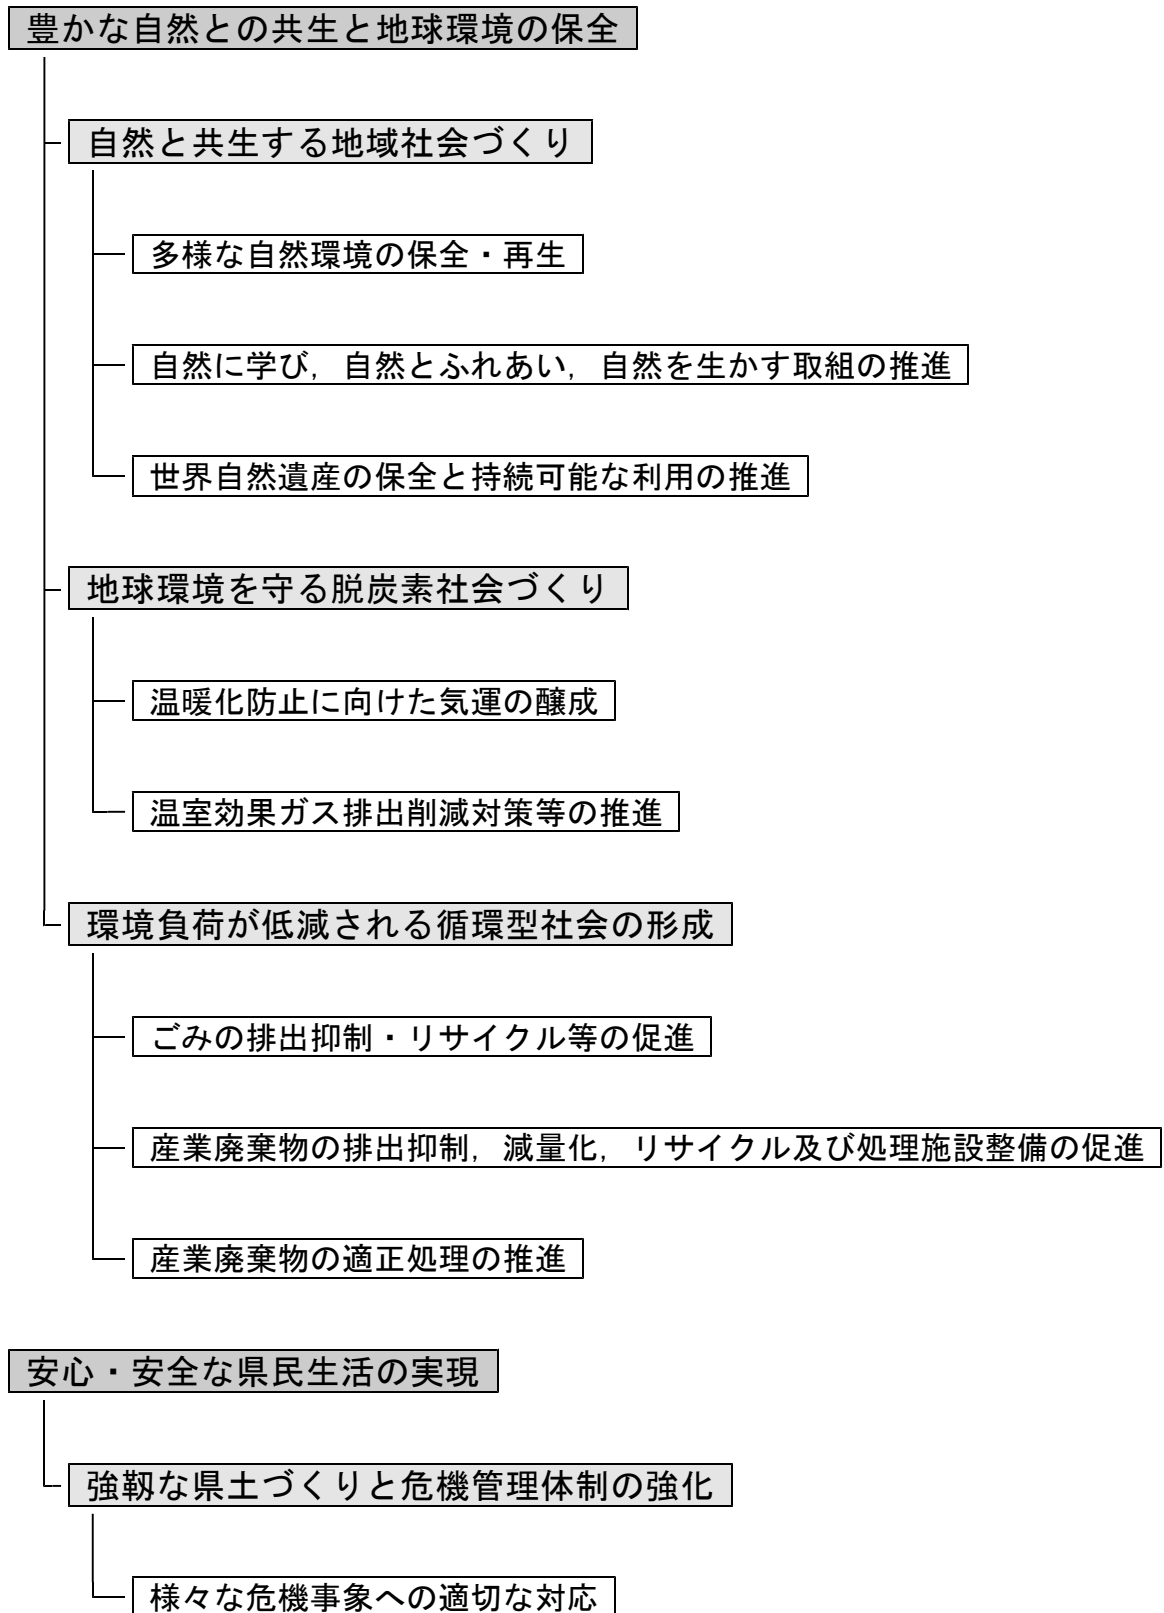 豊かな自然との共生と地球環境の保全
自然と共生する地域社会づくり
多様な自然環境の保全・再生
自然に学び，自然とふれあい，自然を生かす取組の推進
世界自然遺産の保全と持続可能な利用の推進
地球環境を守る脱炭素社会づくり
温暖化防止に向けた気運の醸成
温室効果ガス排出削減対策等の推進
環境負荷が低減される循環型社会の形成
ごみの排出抑制・リサイクル等の促進
産業廃棄物の排出抑制，減量化，リサイクル及び処理施設整備の促進
産業廃棄物の適正処理の推進
安心・安全な県民生活の実現
強靱な県土づくりと危機管理体制の強化
様々な危機事象への適切な対応